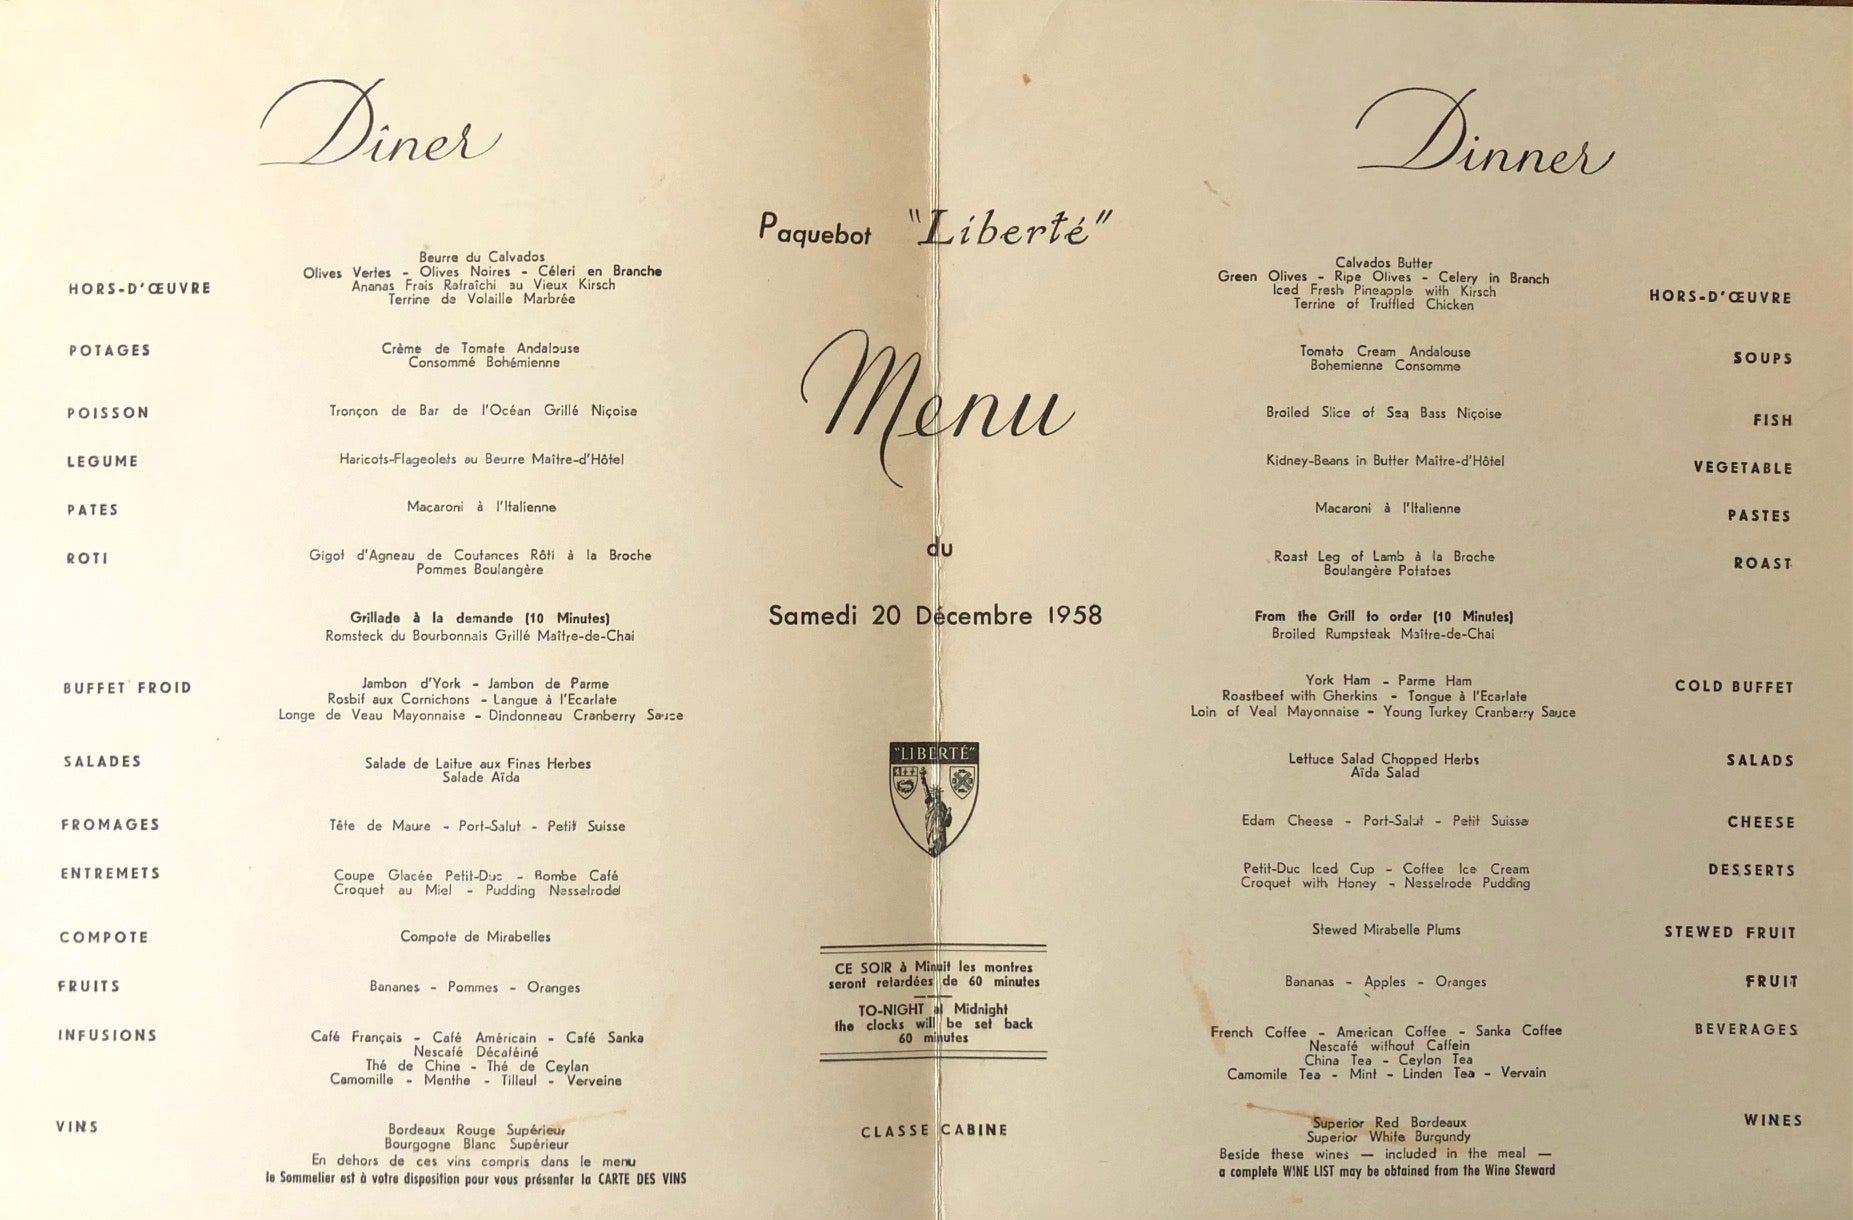 Dîner
HORS-D'ŒUVRE
Beurre du Calvados
Olives Vertes - Olives Noires - Céleri en Branche
Ananas Frais Rafraîchi au Vieux Kirsch
Terrine de Volaille Marbrée
POTAGES
Crème de Tomate Andalouse
Consommé Bohémienne
POISSON
Tronçon de Bar de l'Océan Grillé Niçoise
LEGUME
Haricots-Flageolets au Beurre Maître-d'Hôtel
PATES
Macaroni à l'Italienne
ROTI
Gigot d'Agneau de Coutances Rôti à la Broche
Pommes Boulangère
Grillade à la demande (10 Minutes)
Romsteck du Bourbonnais Grillé Maître-de-Chai
BUFFET FROID
Jambon d'York - Jambon de Parme
Rosbif aux Cornichons - Langue à l'Ecarlate
Longe de Veau Mayonnaise - Dindonneau Cranberry Sauce
SALADES
Salade de Laitue aux Fines Herbes
Salade Aïda
FROMAGES
Tête de Maure - Port-Salut - Petit Suisse
ENTREMETS
Coupe Glacée Petit-Duc - Bombe Café
Croquet au Miel - Pudding Nesselrode
COMPOTE
Compote de Mirabelles
FRUITS
Bananes - Pommes - Oranges
INFUSIONS
Café Français - Café Américain - Café Sanka
Nescafé Décaféiné
Thé de Chine - Thé de Ceylan
Camomille - Menthe - Tilleul - Verveine
VINS
Bordeaux Rouge Supérieur
Bourgogne Blanc Supérieur
En dehors de ces vins compris dans le menu
le Sommelier est à votre disposition pour vous présenter la CARTE DES VINS
Paquebot "Liberté"
Menu
du
Samedi 20 Décembre 1958
"LIBERTÉ"
CE SOIR à Minuit les montres
seront retardées de 60 minutes
TO-NIGHT at Midnight
the clocks will be set back
60 minutes
CLASSE CABINE
Dinner
Calvados Butter
Green Olives - Ripe Olives - Celery in Branch
Iced Fresh Pineapple with Kirsch
Terrine of Truffled Chicken
HORS-D'ŒUVRE
Tomato Cream Andalouse
Bohemienne Consomme
SOUPS
Broiled Slice of Sea Bass Niçoise
FISH
Kidney-Beans in Butter Maître-d'Hôtel
VEGETABLE
Macaroni à l'Italienne
PASTES
Roast Leg of Lamb à la Broche
Boulangère Potatoes
ROAST
From the Grill to order (10 Minutes)
Broiled Rumpsteak Maître-de-Chai
York Ham - Parme Ham
Roastbeef with Gherkins - Tongue à l'Ecarlate
Loin of Veal Mayonnaise - Young Turkey Cranberry Sauce
COLD BUFFET
Lettuce Salad Chopped Herbs
Aïda Salad
SALADS
Edam Cheese - Port-Salut - Petit Suisse
CHEESE
Petit-Duc Iced Cup - Coffee Ice Cream
Croquet with Honey - Nesselrode Pudding
DESSERTS
Stewed Mirabelle Plums
STEWED FRUIT
Bananas - Apples - Oranges
FRUIT
French Coffee - American Coffee - Sanka Coffee
Nescafé without Caffein
China Tea - Ceylon Tea
Camomile Tea - Mint - Linden Tea - Vervain
BEVERAGES
Superior Red Bordeaux
Superior White Burgundy
Beside these wines — included in the meal —
a complete WINE LIST may be obtained from the Wine Steward
WINES